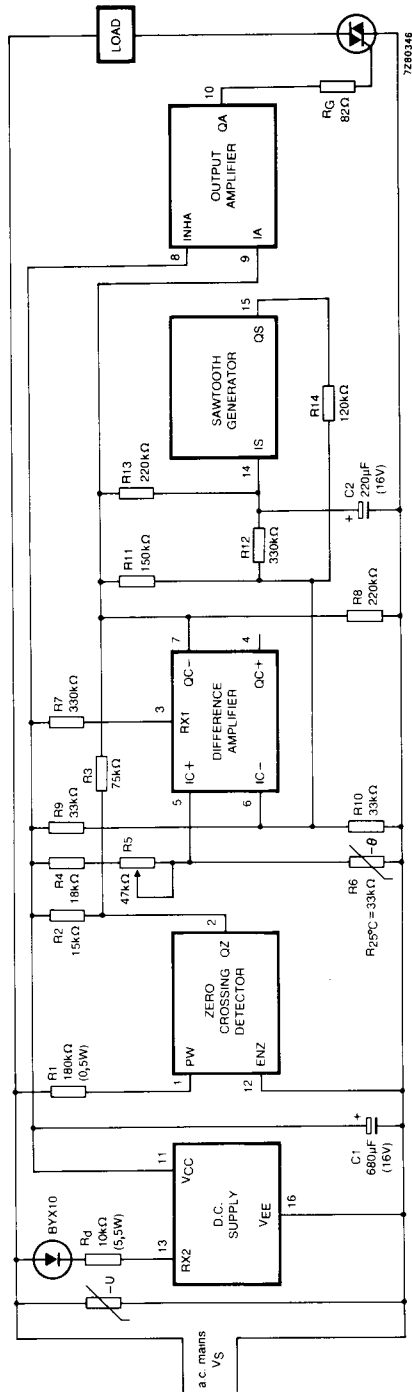 a.c. mains
VS
-U
BYX10
Rd
10kΩ
(5,5W)
13
RX2
D.C.
SUPPLY
VCC
11
VEE
16
C1
680µF
(16V)
+
R1
180kΩ
(0,5W)
1
PW
ZERO
CROSSING
DETECTOR
QZ
2
ENZ
12
R2
15kΩ
R4
18kΩ
R5
47kΩ
R9
33kΩ
R3
75kΩ
R7
330kΩ
R6
-θ
R25°C = 33kΩ
R10
33kΩ
5
IC+
6
IC-
3
RX1
DIFFERENCE
AMPLIFIER
QC-
7
QC+
4
R8
220kΩ
R11
150kΩ
R13
220kΩ
R12
330kΩ
14
IS
SAWTOOTH
GENERATOR
QS
15
R14
120kΩ
+
C2
220µF
(16V)
8
INHA
9
IA
OUTPUT
AMPLIFIER
QA
10
RG
82Ω
LOAD
7Z80346